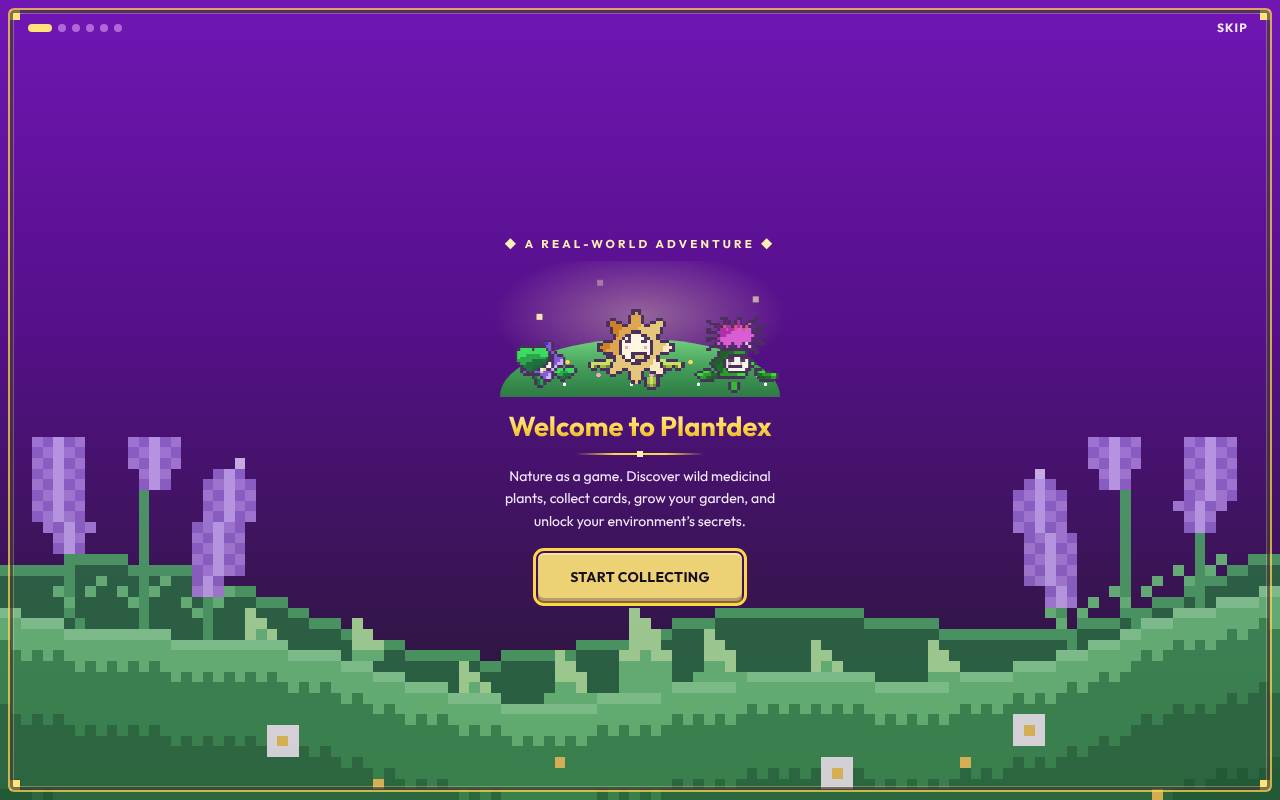 SKIP
◆ A REAL-WORLD ADVENTURE ◆
Welcome to Plantdex
Nature as a game. Discover wild medicinal
plants, collect cards, grow your garden, and
unlock your environment’s secrets.
START COLLECTING